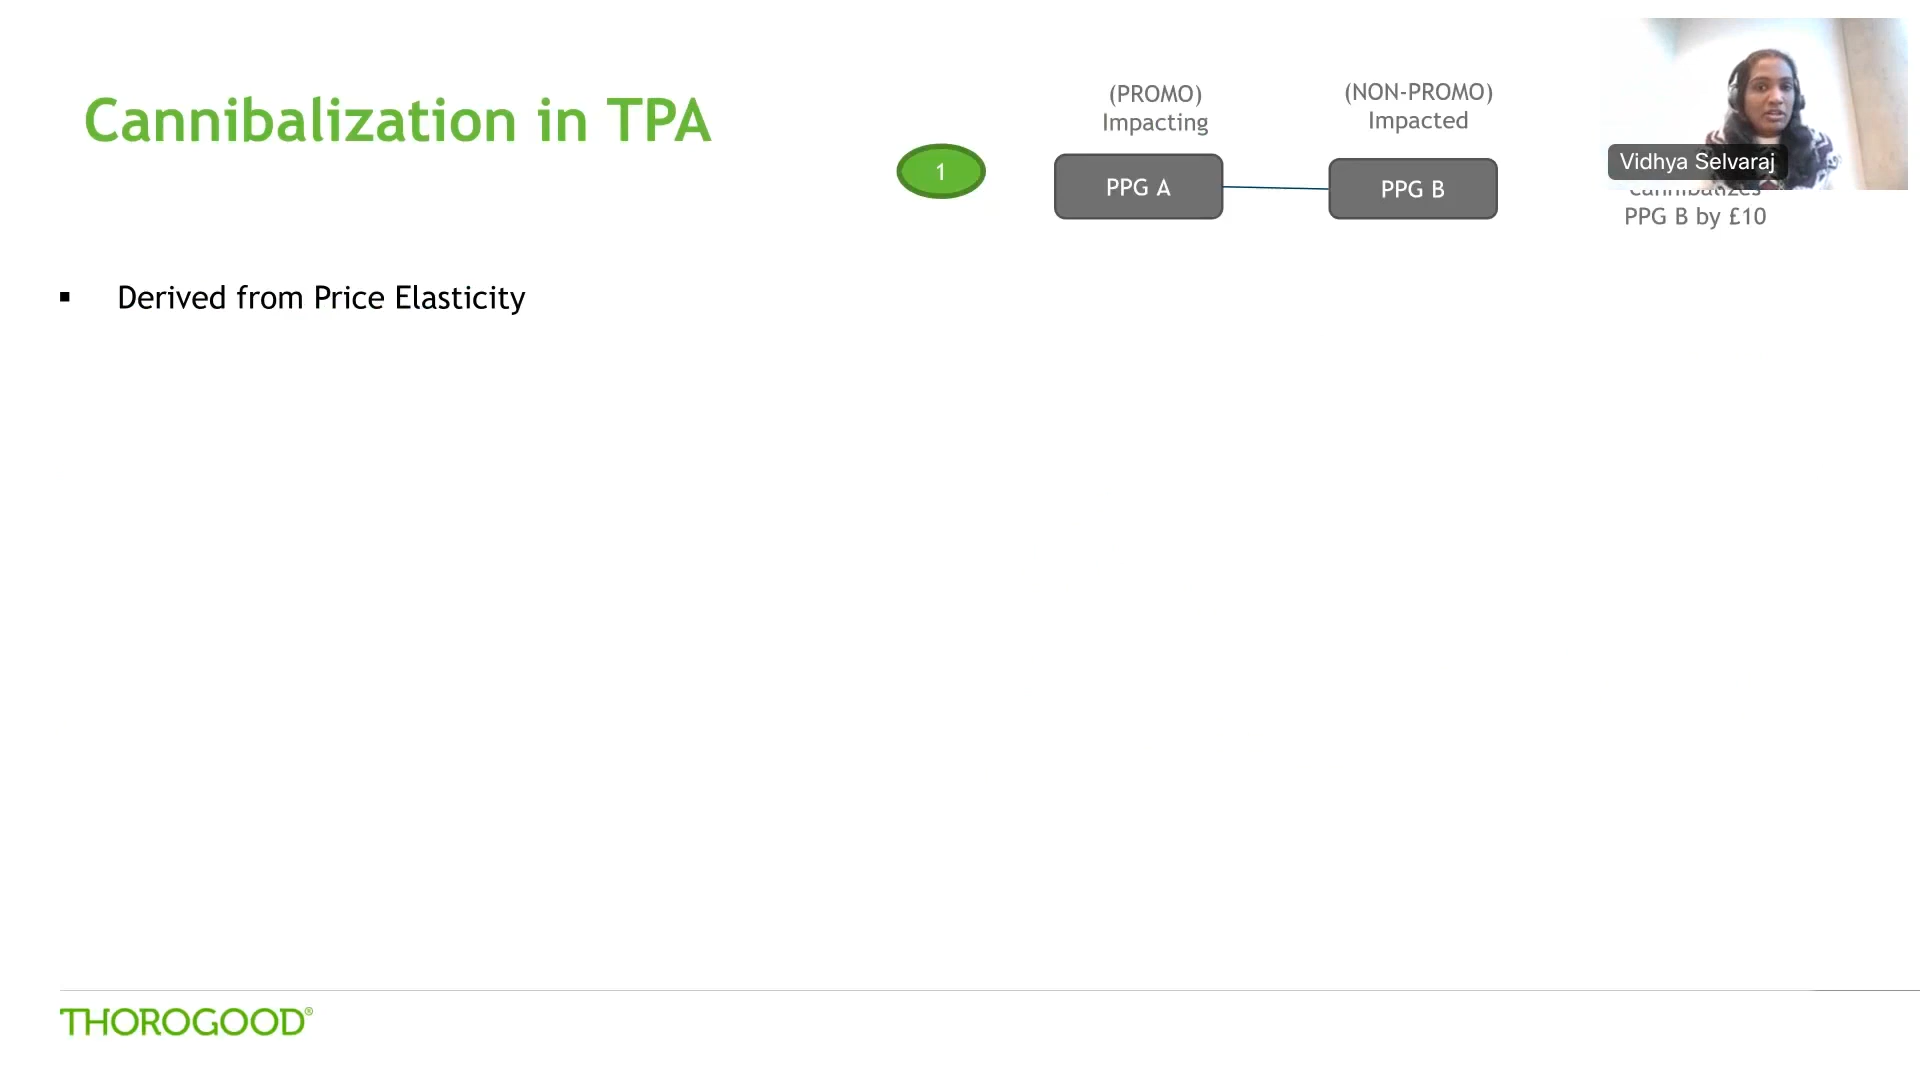 Cannibalization in TPA
(PROMO)
Impacting
(NON-PROMO)
Impacted
1
PPG A
PPG B
Vidhya Selvaraj
Cannibalizes
PPG B by £10
▪ Derived from Price Elasticity
THOROGOOD®